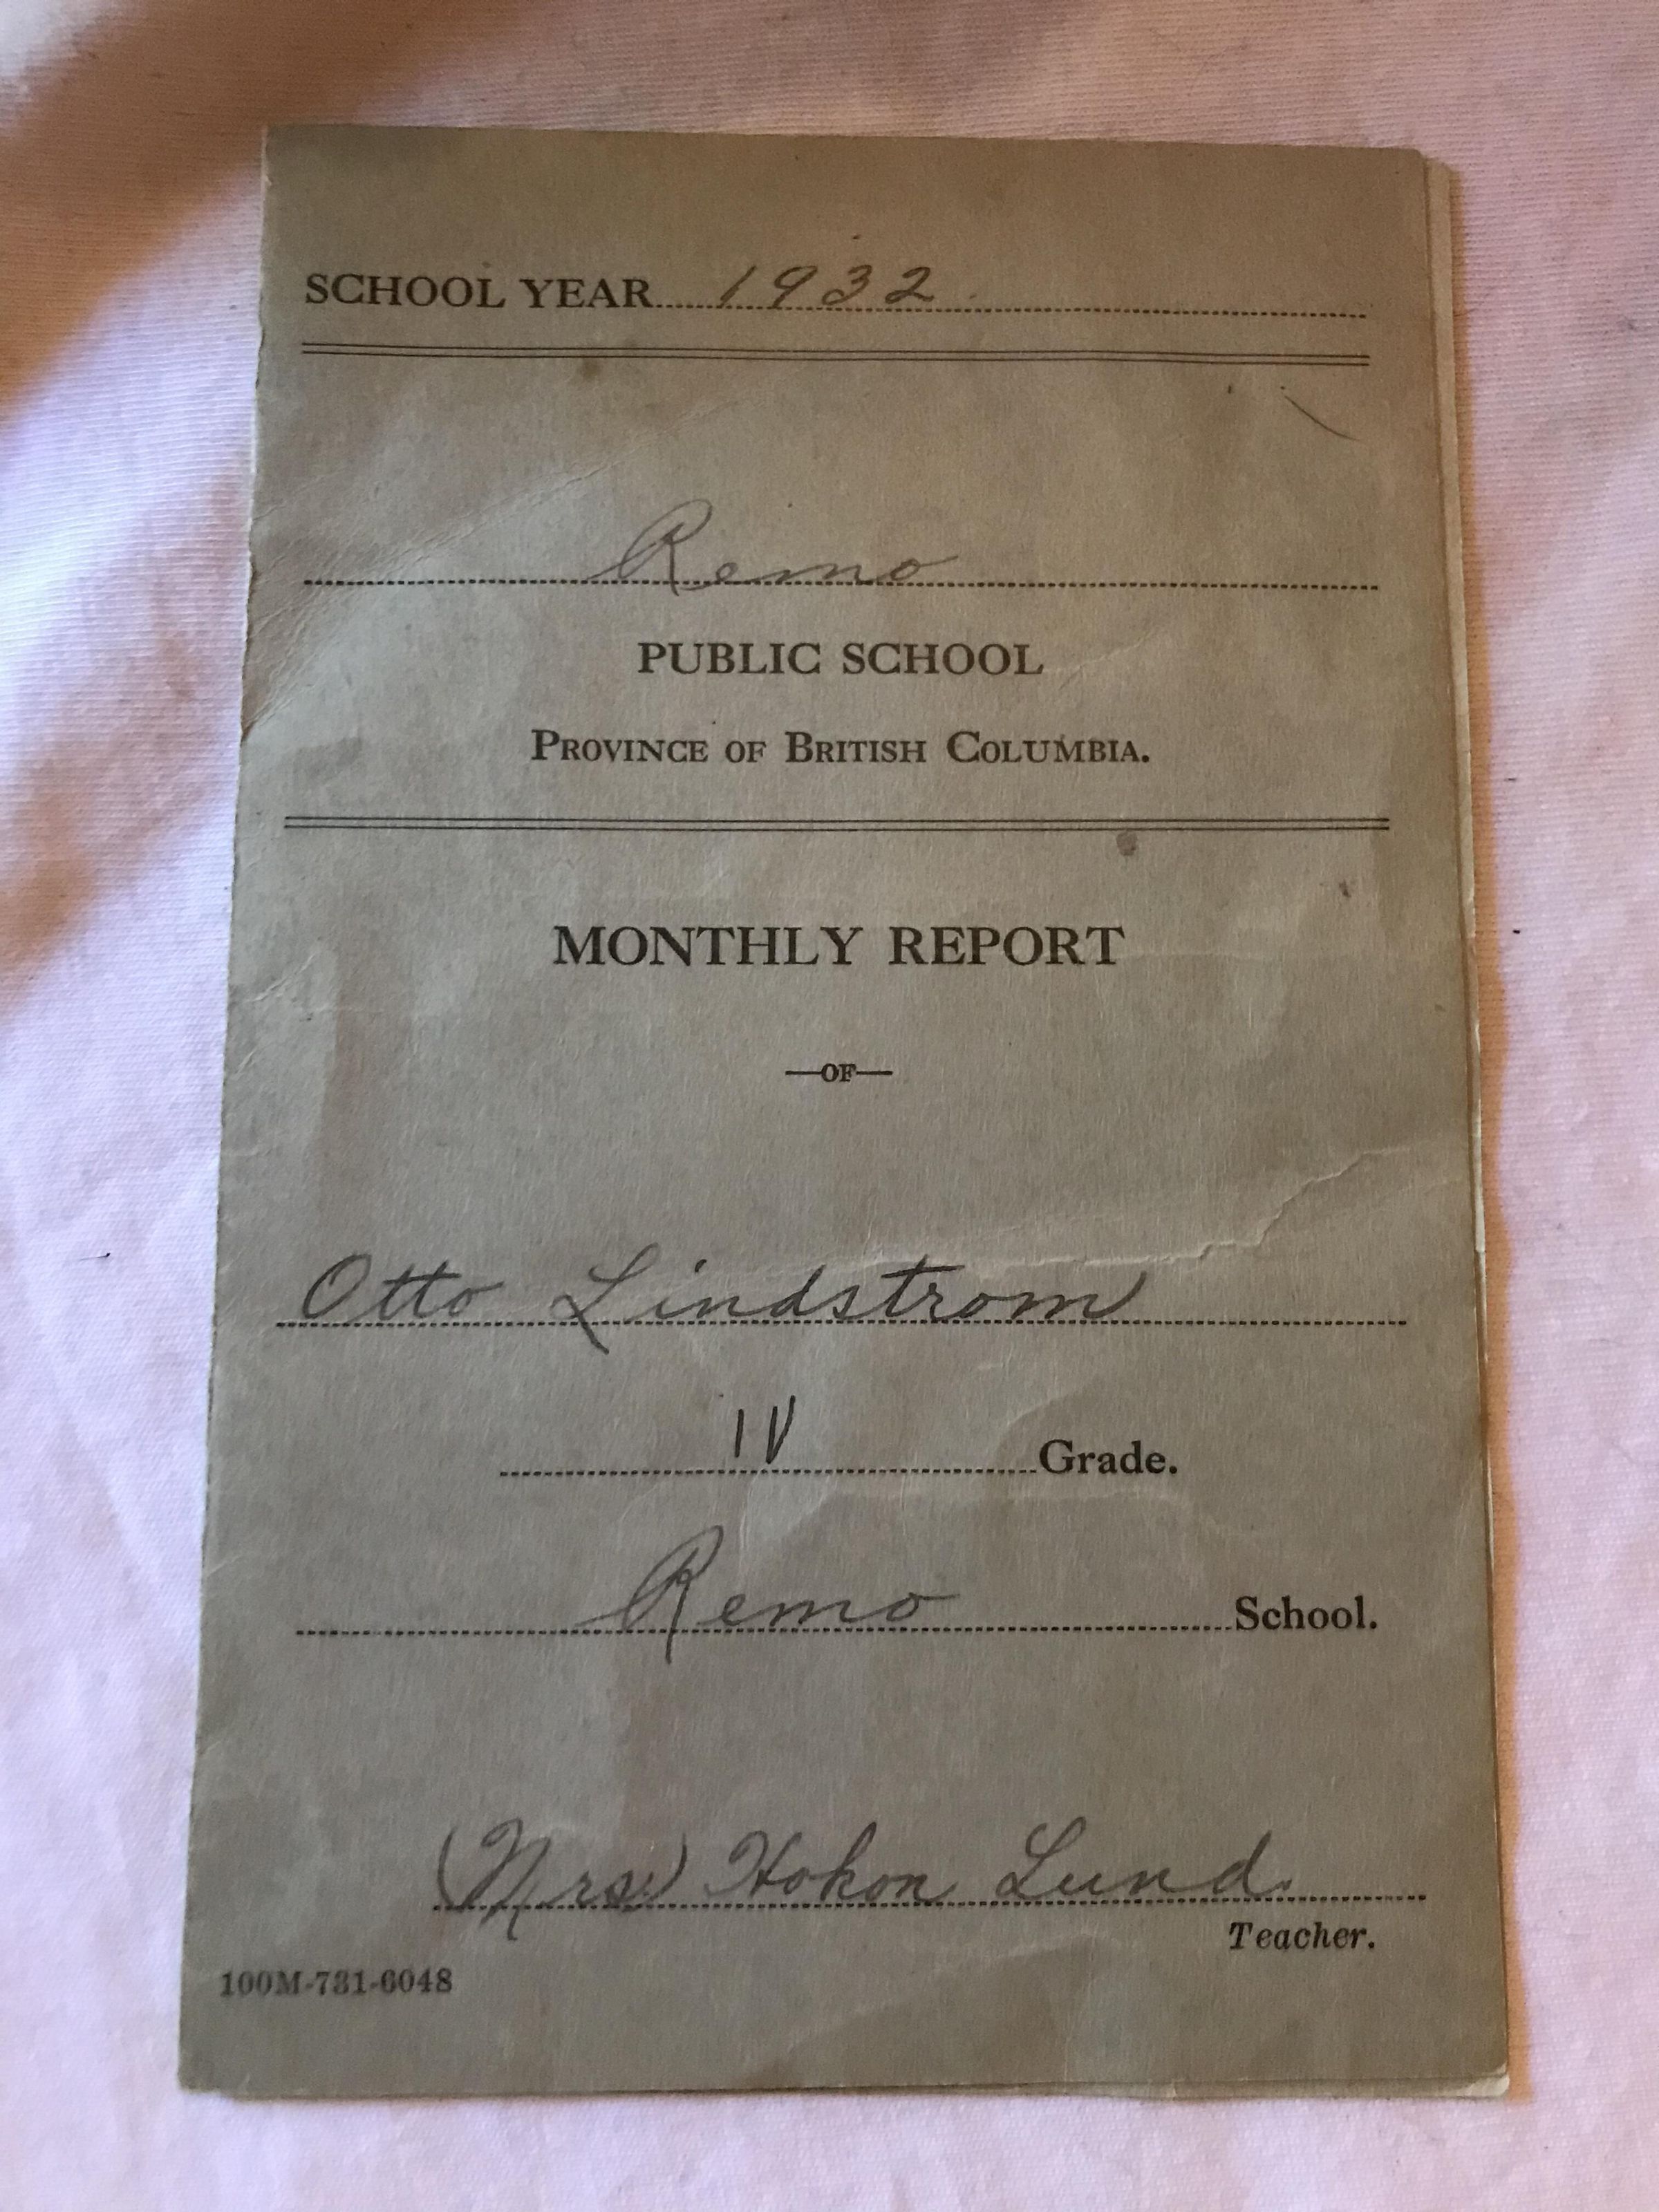 SCHOOL YEAR 1932
Remo
PUBLIC SCHOOL
PROVINCE OF BRITISH COLUMBIA.
MONTHLY REPORT
—OF—
Otto Lindstrom
IV Grade.
Remo School.
(Mrs) Hokon Lund.
Teacher.
100M-731-6048